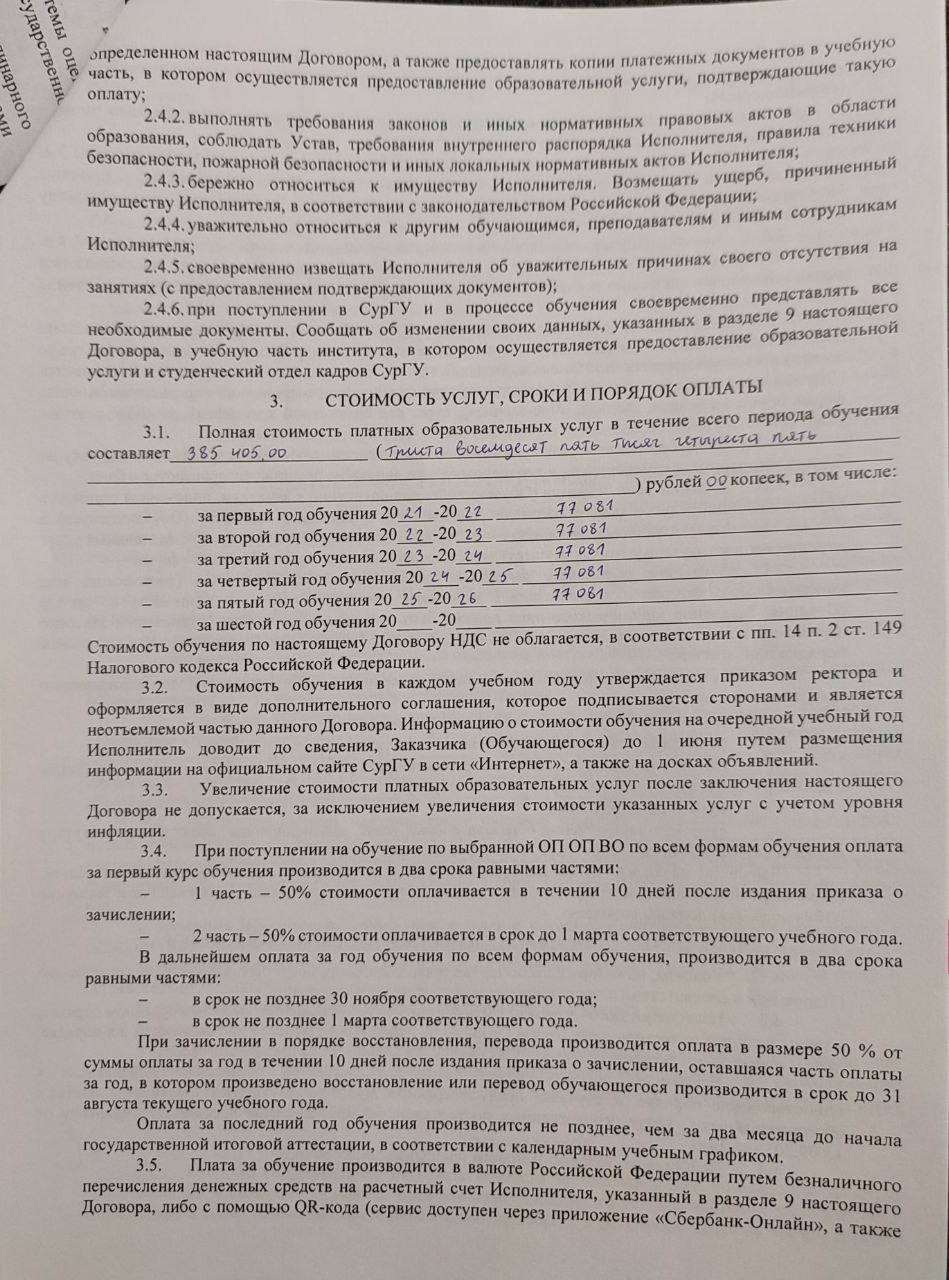 темы оце
сударственн
линарного
ами
определенном настоящим Договором, а также предоставлять копии платежных документов в учебную
часть, в котором осуществляется предоставление образовательной услуги, подтверждающие такую
оплату;
2.4.2. выполнять требования законов и иных нормативных правовых актов в области
образования, соблюдать Устав, требования внутреннего распорядка Исполнителя, правила техники
безопасности, пожарной безопасности и иных локальных нормативных актов Исполнителя;
2.4.3. бережно относиться к имуществу Исполнителя. Возмещать ущерб, причиненный
имуществу Исполнителя, в соответствии с законодательством Российской Федерации;
2.4.4. уважительно относиться к другим обучающимся, преподавателям и иным сотрудникам
Исполнителя;
2.4.5. своевременно извещать Исполнителя об уважительных причинах своего отсутствия на
занятиях (с предоставлением подтверждающих документов);
2.4.6. при поступлении в СурГУ и в процессе обучения своевременно представлять все
необходимые документы. Сообщать об изменении своих данных, указанных в разделе 9 настоящего
Договора, в учебную часть института, в котором осуществляется предоставление образовательной
услуги и студенческий отдел кадров СурГУ.
3. СТОИМОСТЬ УСЛУГ, СРОКИ И ПОРЯДОК ОПЛАТЫ
3.1. Полная стоимость платных образовательных услуг в течение всего периода обучения
составляет 385 405,00 (триста восемдесят пять тысяч четыреста пять
) рублей 00 копеек, в том числе:
– за первый год обучения 20 21 -20 22 77 081
– за второй год обучения 20 22 -20 23 77 081
– за третий год обучения 20 23 -20 24 77 081
– за четвертый год обучения 20 24 -20 25 77 081
– за пятый год обучения 20 25 -20 26 77 081
– за шестой год обучения 20____-20____
Стоимость обучения по настоящему Договору НДС не облагается, в соответствии с пп. 14 п. 2 ст. 149
Налогового кодекса Российской Федерации.
3.2. Стоимость обучения в каждом учебном году утверждается приказом ректора и
оформляется в виде дополнительного соглашения, которое подписывается сторонами и является
неотъемлемой частью данного Договора. Информацию о стоимости обучения на очередной учебный год
Исполнитель доводит до сведения, Заказчика (Обучающегося) до 1 июня путем размещения
информации на официальном сайте СурГУ в сети «Интернет», а также на досках объявлений.
3.3. Увеличение стоимости платных образовательных услуг после заключения настоящего
Договора не допускается, за исключением увеличения стоимости указанных услуг с учетом уровня
инфляции.
3.4. При поступлении на обучение по выбранной ОП ОП ВО по всем формам обучения оплата
за первый курс обучения производится в два срока равными частями:
– 1 часть – 50% стоимости оплачивается в течении 10 дней после издания приказа о
зачислении;
– 2 часть – 50% стоимости оплачивается в срок до 1 марта соответствующего учебного года.
В дальнейшем оплата за год обучения по всем формам обучения, производится в два срока
равными частями:
– в срок не позднее 30 ноября соответствующего года;
– в срок не позднее 1 марта соответствующего года.
При зачислении в порядке восстановления, перевода производится оплата в размере 50 % от
суммы оплаты за год в течении 10 дней после издания приказа о зачислении, оставшаяся часть оплаты
за год, в котором произведено восстановление или перевод обучающегося производится в срок до 31
августа текущего учебного года.
Оплата за последний год обучения производится не позднее, чем за два месяца до начала
государственной итоговой аттестации, в соответствии с календарным учебным графиком.
3.5. Плата за обучение производится в валюте Российской Федерации путем безналичного
перечисления денежных средств на расчетный счет Исполнителя, указанный в разделе 9 настоящего
Договора, либо с помощью QR-кода (сервис доступен через приложение «Сбербанк-Онлайн», а также